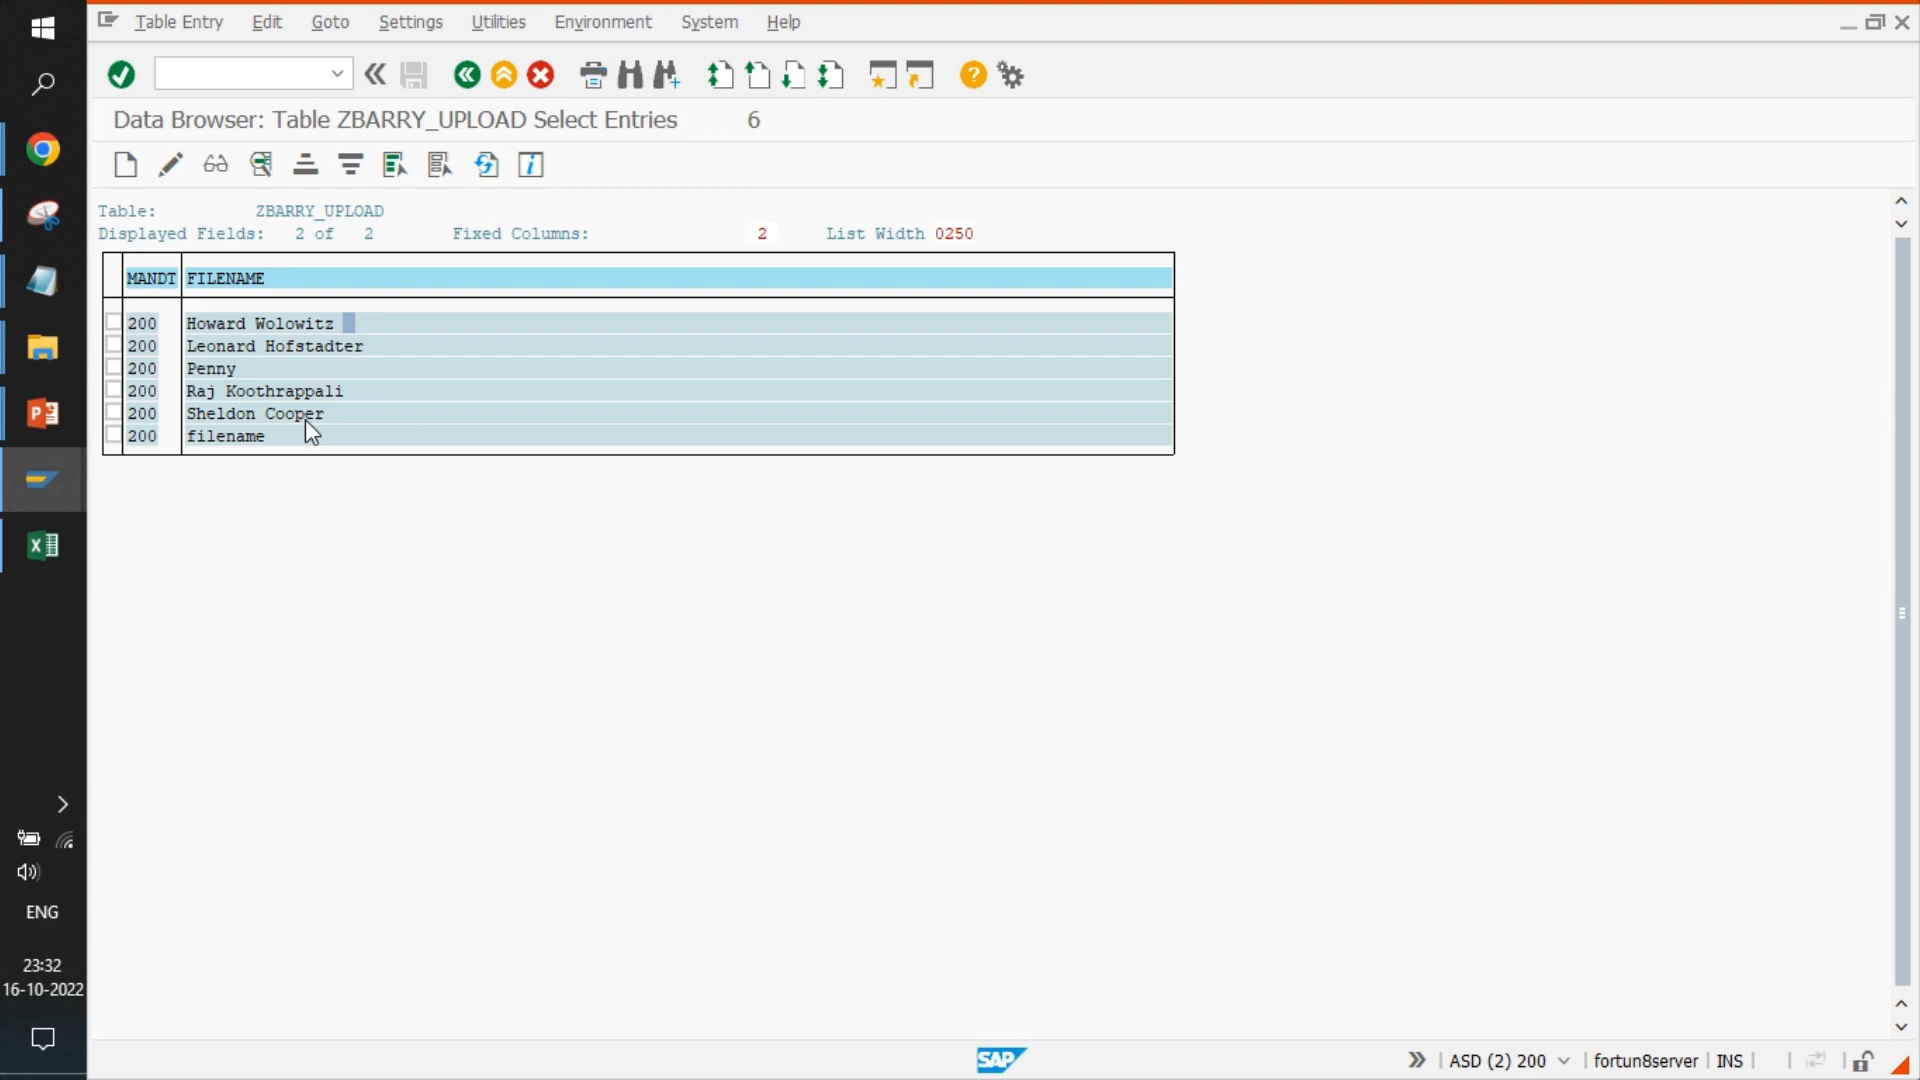 Table Entry Edit Goto Settings Utilities Environment System Help
Data Browser: Table ZBARRY_UPLOAD Select Entries 6
Table: ZBARRY_UPLOAD
Displayed Fields: 2 of 2 Fixed Columns: 2 List Width 0250
MANDT FILENAME
200 Howard Wolowitz
200 Leonard Hofstadter
200 Penny
200 Raj Koothrappali
200 Sheldon Cooper
200 filename
ENG
23:32
16-10-2022
SAP
ASD (2) 200 fortun8server INS